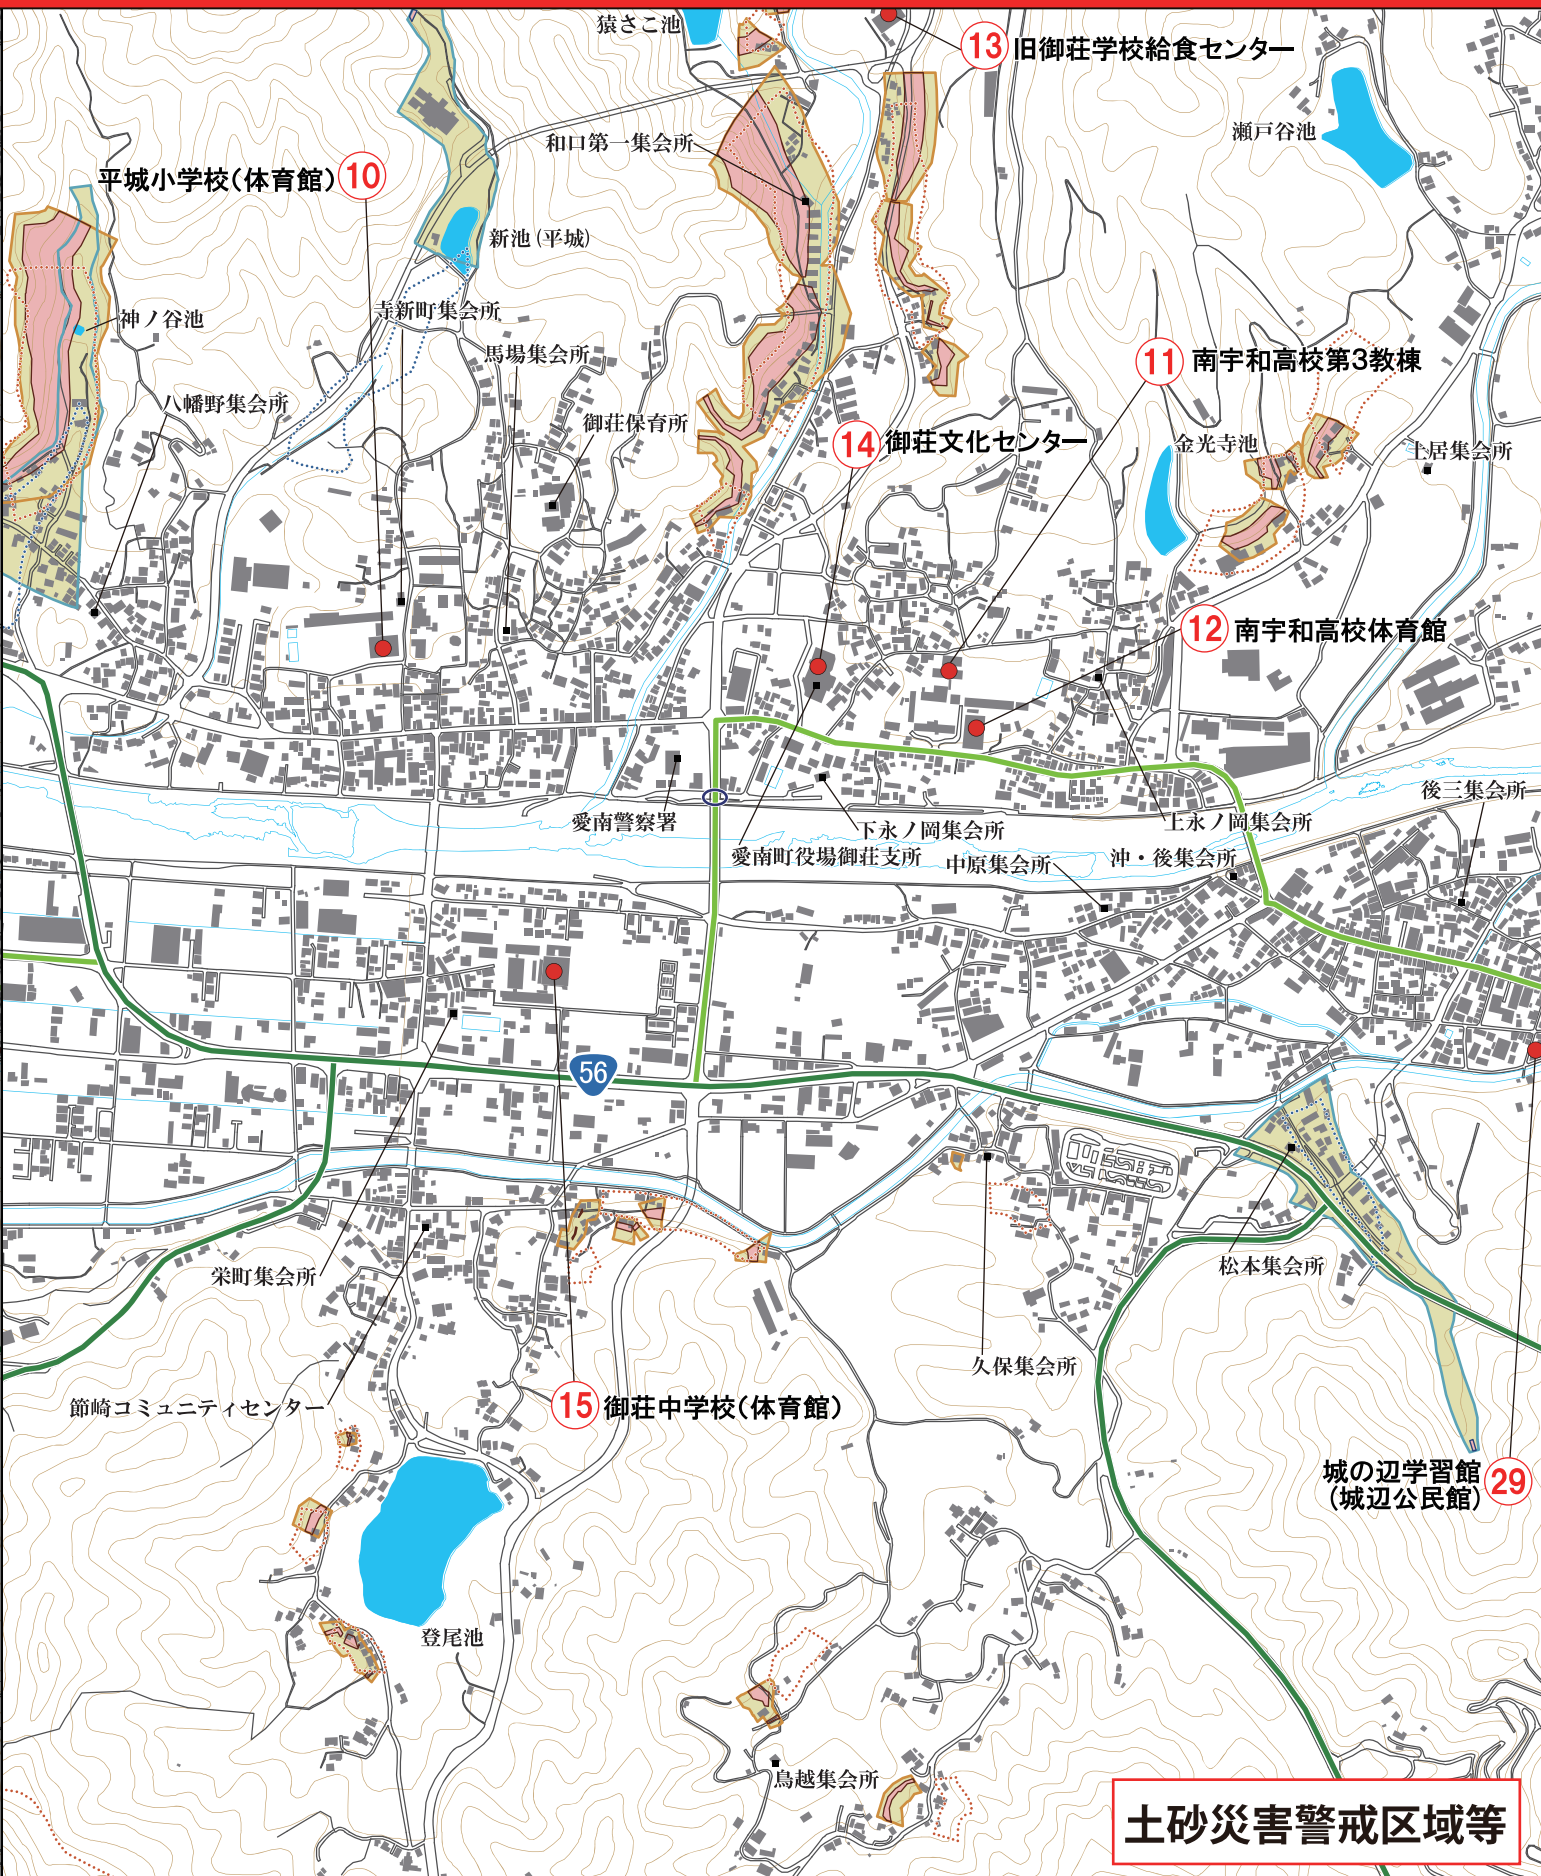 猿さこ池
13 旧御荘学校給食センター
瀬戸谷池
和口第一集会所
平城小学校(体育館) 10
新池(平城)
神ノ谷池
寺新町集会所
馬場集会所
11 南宇和高校第3教棟
八幡野集会所
御荘保育所
14 御荘文化センター
金光寺池
土居集会所
12 南宇和高校体育館
後三集会所
愛南警察署
下永ノ岡集会所
上永ノ岡集会所
愛南町役場御荘支所
中原集会所
沖・後集会所
56
栄町集会所
松本集会所
久保集会所
節崎コミュニティセンター
15 御荘中学校(体育館)
城の辺学習館
(城辺公民館) 29
登尾池
鳥越集会所
土砂災害警戒区域等